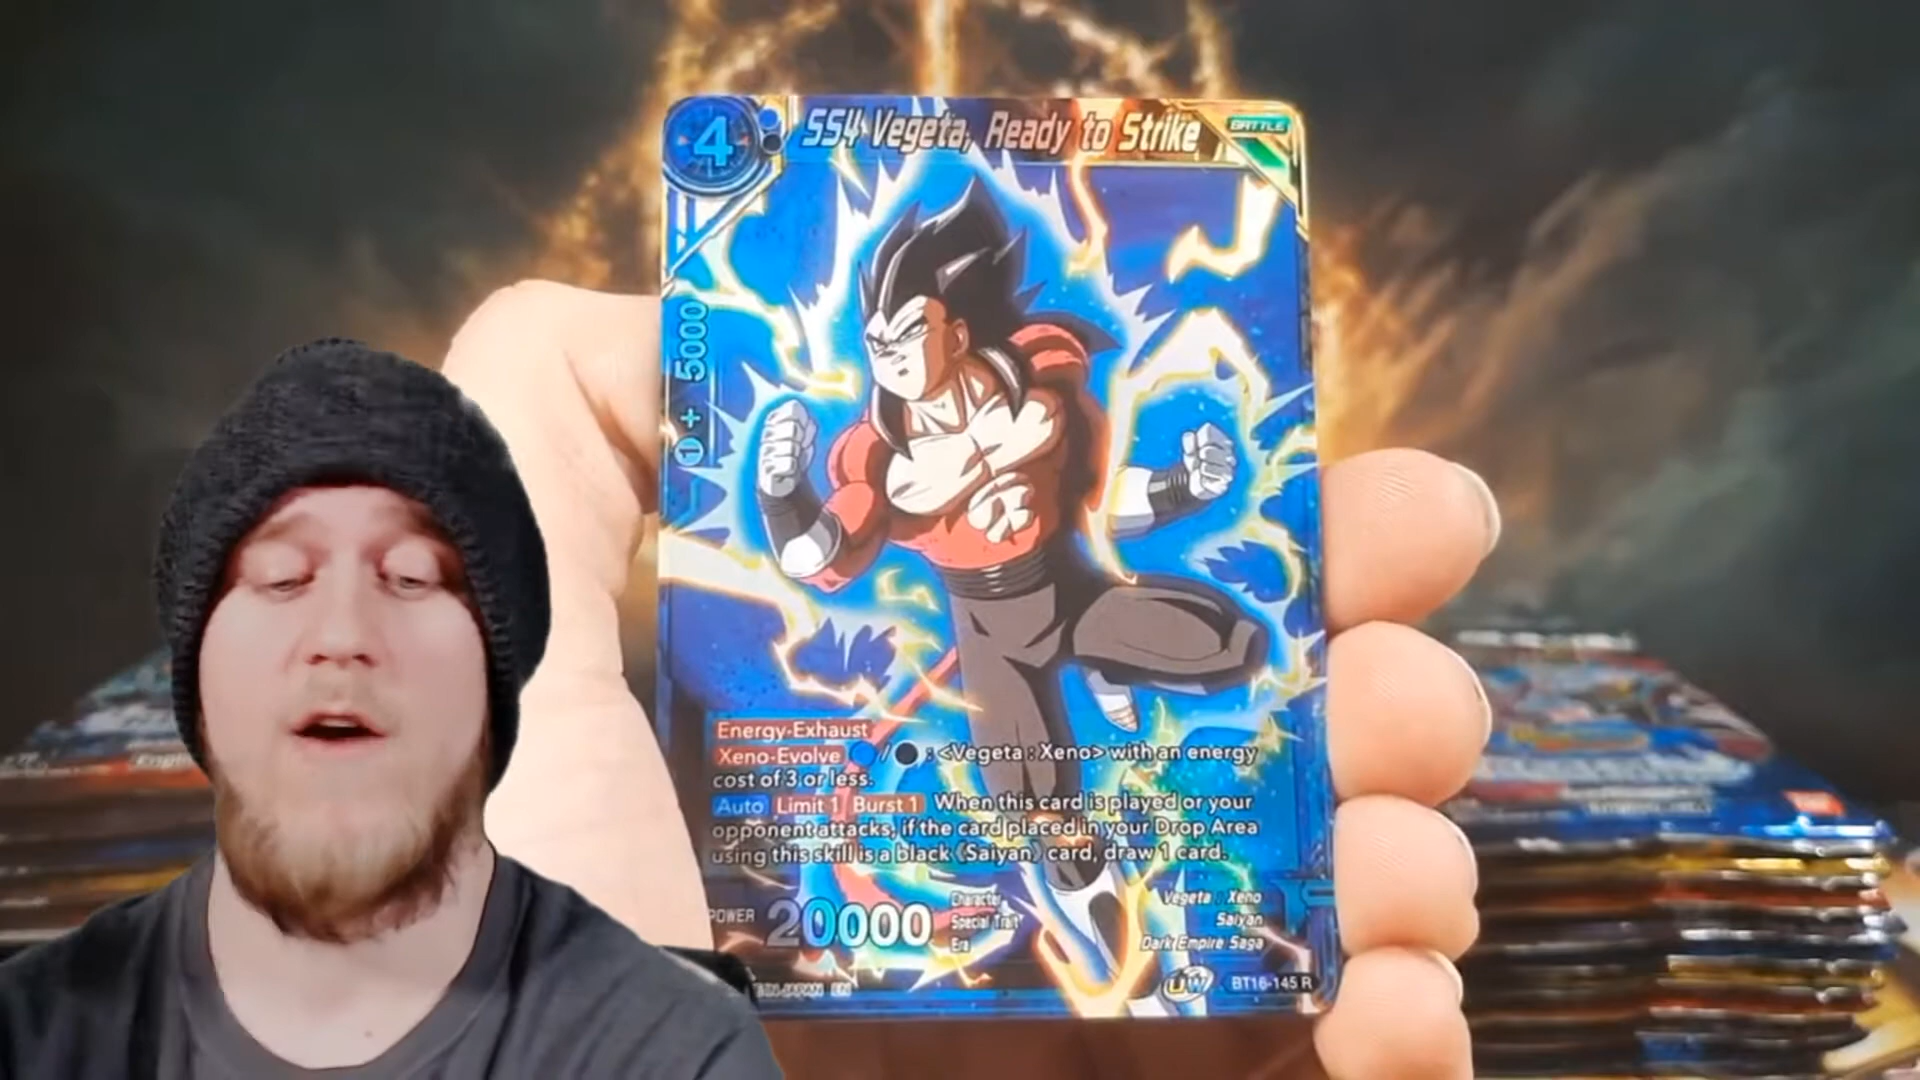 4
SS4 Vegeta, Ready to Strike
BATTLE
1 + 5000
Energy-Exhaust
Xeno-Evolve / : <Vegeta : Xeno> with an energy
cost of 3 or less.
Auto Limit 1 Burst 1 When this card is played or your
opponent attacks, if the card placed in your Drop Area
using this skill is a black 《Saiyan》 card, draw 1 card.
POWER 20000
Character Vegeta : Xeno
Special Trait Saiyan
Era Dark Empire Saga
JAPAN EN
UW BT16-145 R